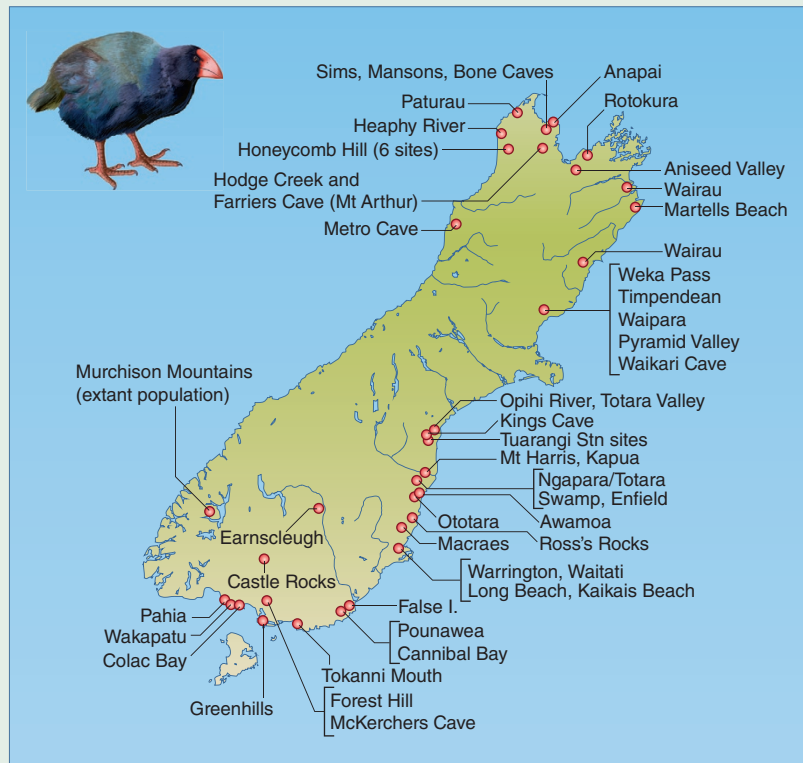 Sims, Mansons, Bone Caves
Anapai
Paturau
Rotokura
Heaphy River
Honeycomb Hill (6 sites)
Aniseed Valley
Hodge Creek and
Farriers Cave (Mt Arthur)
Wairau
Martells Beach
Metro Cave
Wairau
Weka Pass
Timpendean
Waipara
Pyramid Valley
Waikari Cave
Murchison Mountains
(extant population)
Opihi River, Totara Valley
Kings Cave
Tuarangi Stn sites
Mt Harris, Kapua
Ngapara/Totara
Swamp, Enfield
Ototara
Awamoa
Earnscleugh
Macraes
Ross's Rocks
Castle Rocks
Warrington, Waitati
Long Beach, Kaikais Beach
Pahia
False I.
Wakapatu
Pounawea
Colac Bay
Cannibal Bay
Tokanni Mouth
Greenhills
Forest Hill
McKerchers Cave